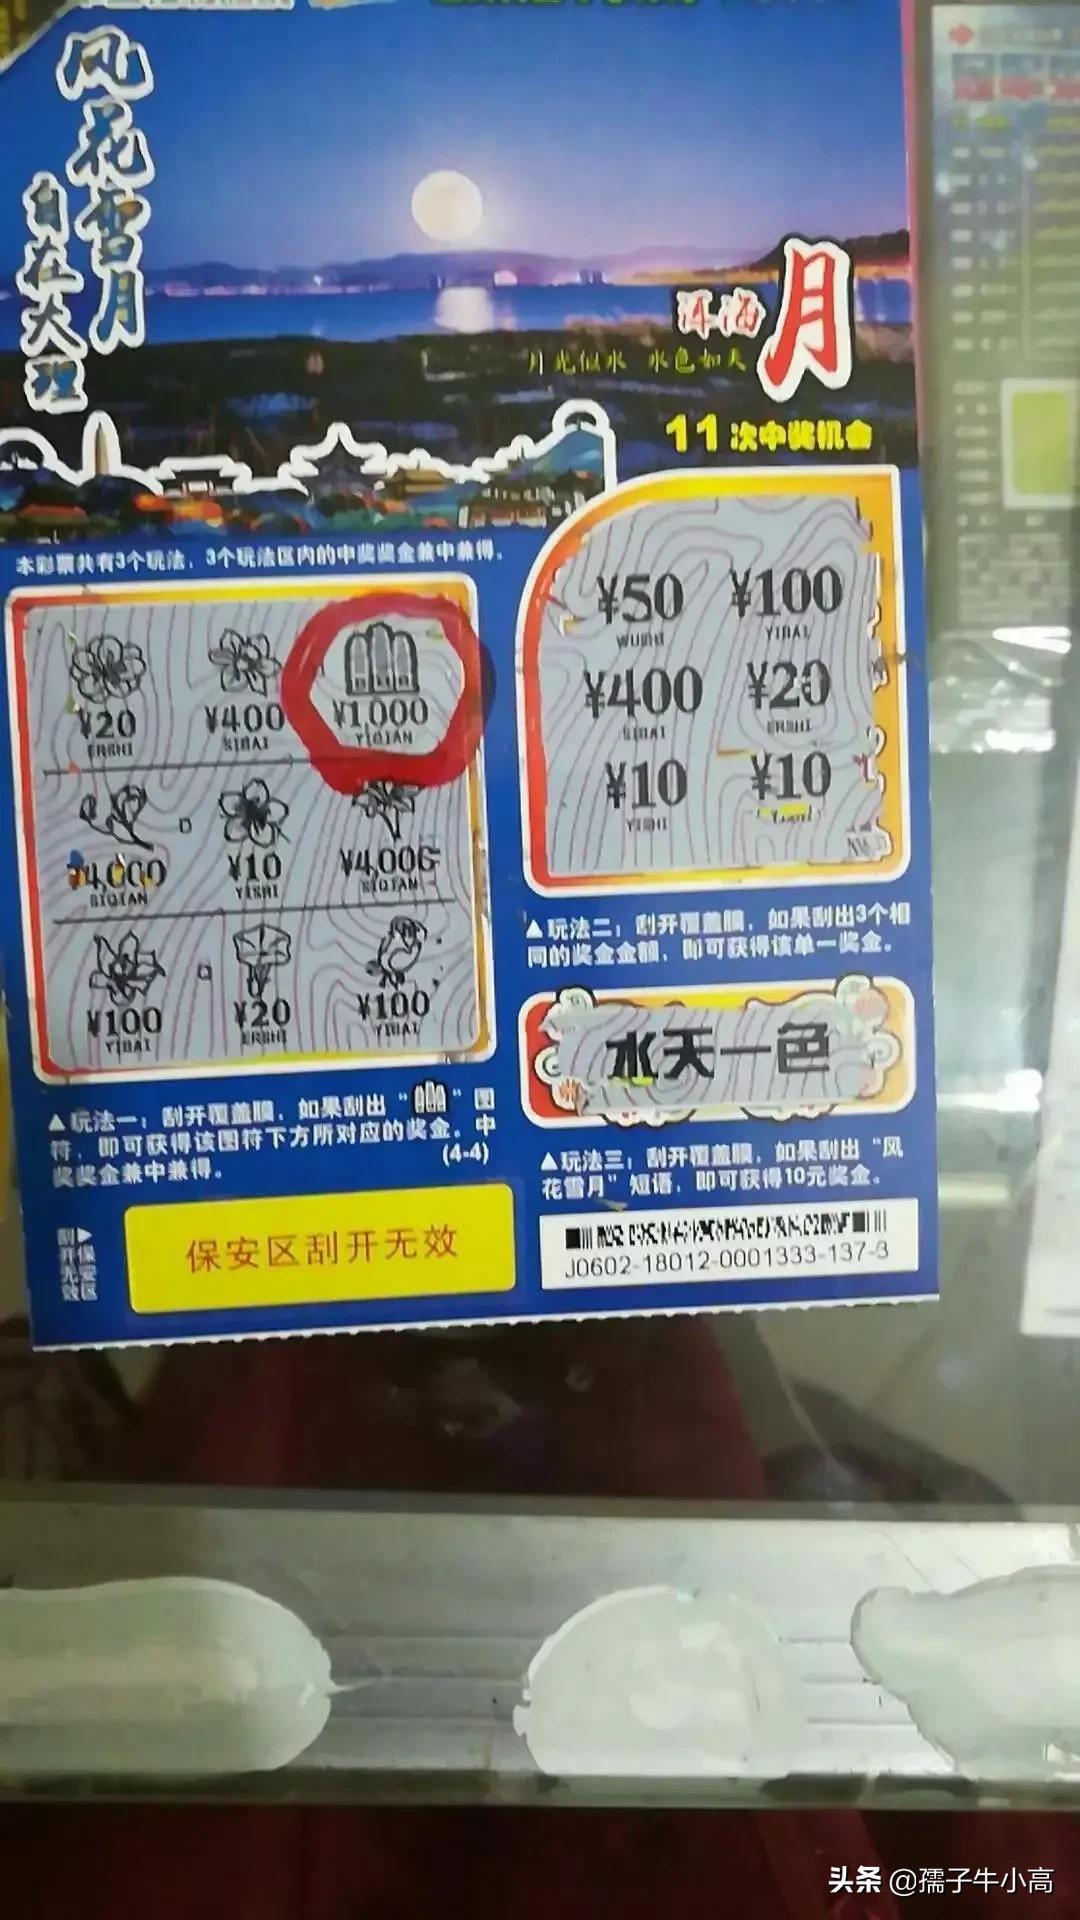 风花雪月
自在大理
洱海 月
月光似水 水色如天
11次中奖机会
本彩票共有3个玩法，3个玩法区内的中奖奖金兼中兼得。
¥20 ¥400 ¥1,000
ERSHI SIBAI YIQIAN
¥4,000 ¥10 ¥4,000
SIQIAN YISHI SIQIAN
¥100 ¥20 ¥100
YIBAI ERSHI YIBAI
▲玩法一：刮开覆盖膜，如果刮出“ ”图
符，即可获得该图符下方所对应的奖金。中
奖奖金兼中兼得。
(4-4)
¥50 ¥100
WUSHI YIBAI
¥400 ¥20
SIBAI ERSHI
¥10 ¥10
YISHI YISHI
▲玩法二：刮开覆盖膜，如果刮出3个相
同的奖金金额，即可获得该单一奖金。
水天一色
▲玩法三：刮开覆盖膜，如果刮出“风
花雪月”短语，即可获得10元奖金。
保安区
刮开无效
保安区刮开无效
J0602-18012-0001333-137-3
头条 @孺子牛小高